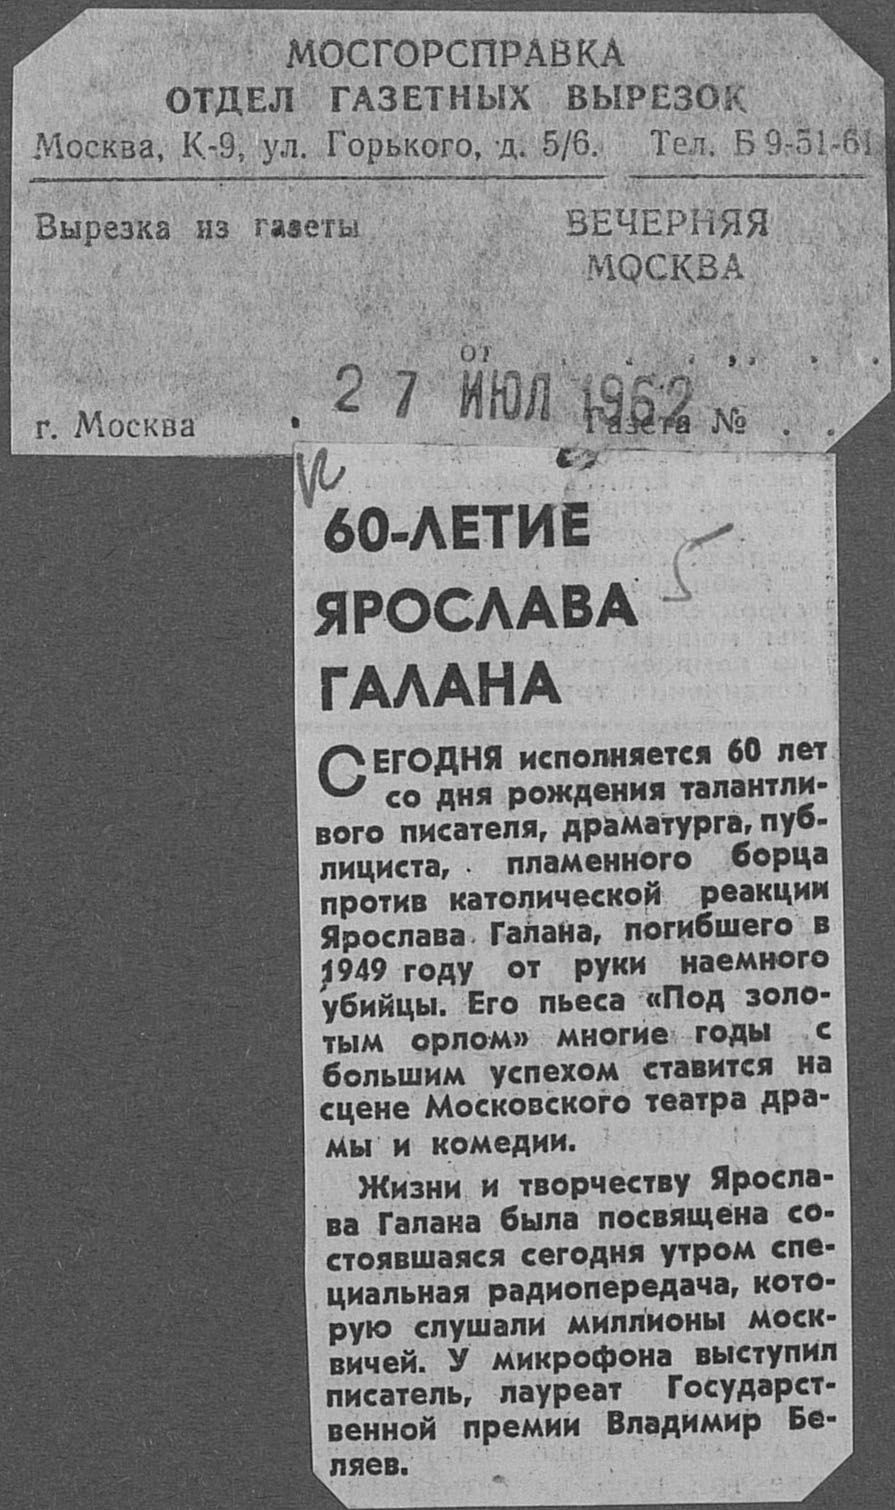 МОСГОРСПРАВКА
ОТДЕЛ ГАЗЕТНЫХ ВЫРЕЗОК
Москва, К-9, ул. Горького, д. 5/6. Тел. Б 9-51-61
Вырезка из газеты ВЕЧЕРНЯЯ
МОСКВА
от . . . . .
27 ИЮЛ 1962
г. Москва . Газета № . .
60-ЛЕТИЕ
ЯРОСЛАВА
ГАЛАНА
СЕГОДНЯ исполняется 60 лет
со дня рождения талантли-
вого писателя, драматурга, пуб-
лициста, пламенного борца
против католической реакции
Ярослава Галана, погибшего в
1949 году от руки наемного
убийцы. Его пьеса «Под золо-
тым орлом» многие годы с
большим успехом ставится на
сцене Московского театра дра-
мы и комедии.
Жизни и творчеству Яросла-
ва Галана была посвящена со-
стоявшаяся сегодня утром спе-
циальная радиопередача, кото-
рую слушали миллионы моск-
вичей. У микрофона выступил
писатель, лауреат Государст-
венной премии Владимир Бе-
ляев.